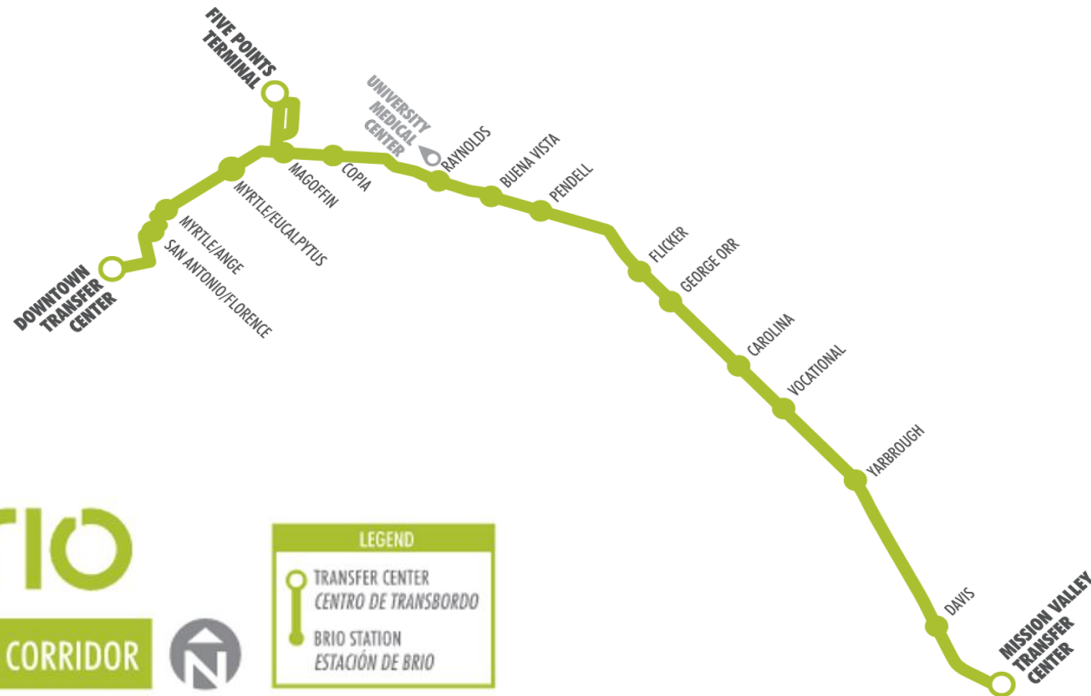 FIVE POINTS
TERMINAL
UNIVERSITY
MEDICAL
CENTER
RAYNOLDS
BUENA VISTA
PENDELL
COPIA
MAGOFFIN
MYRTLE/EUCALPYTUS
MYRTLE/ANGE
SAN ANTONIO/FLORENCE
DOWNTOWN
TRANSFER
CENTER
FLICKER
GEORGE ORR
CAROLINA
VOCATIONAL
YARBROUGH
DAVIS
MISSION VALLEY
TRANSFER
CENTER
rio
CORRIDOR
N
LEGEND
TRANSFER CENTER
CENTRO DE TRANSBORDO
BRIO STATION
ESTACIÓN DE BRIO